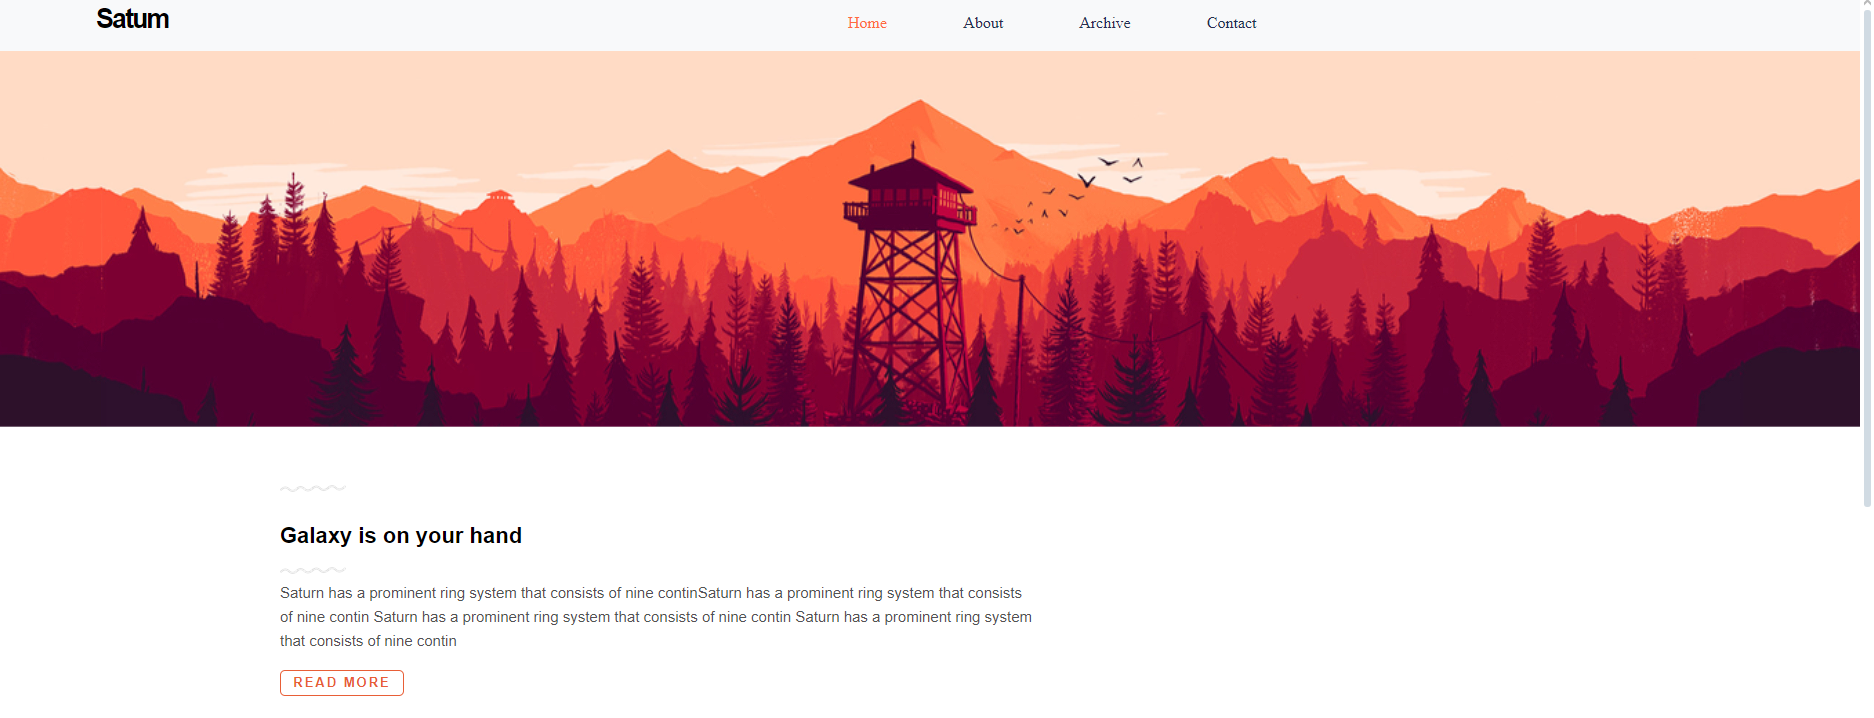 Saturn
Home About Archive Contact
Galaxy is on your hand
Saturn has a prominent ring system that consists of nine continSaturn has a prominent ring system that consists
of nine contin Saturn has a prominent ring system that consists of nine contin Saturn has a prominent ring system
that consists of nine contin
READ MORE